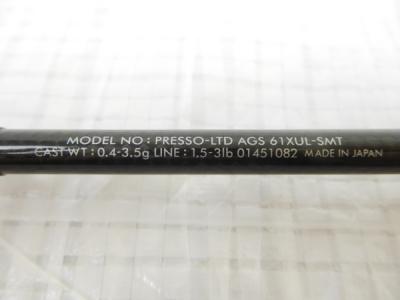 MODEL NO : PRESSO-LTD AGS 61XUL-SMT
CAST WT : 0.4-3.5g LINE : 1.5-3lb 01451082 MADE IN JAPAN